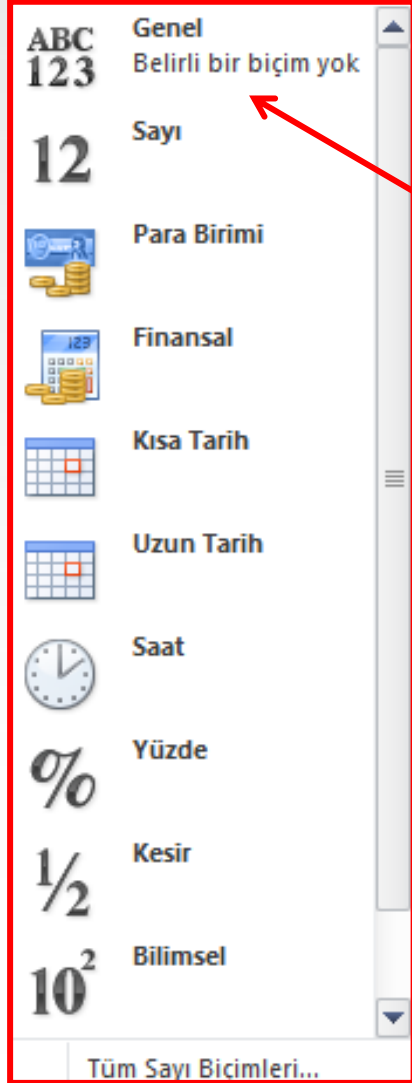 ABC
123
Genel
Belirli bir biçim yok
12
Sayı
Para Birimi
123
Finansal
Kısa Tarih
Uzun Tarih
Saat
%
Yüzde
1/2
Kesir
10²
Bilimsel
Tüm Sayı Biçimleri...